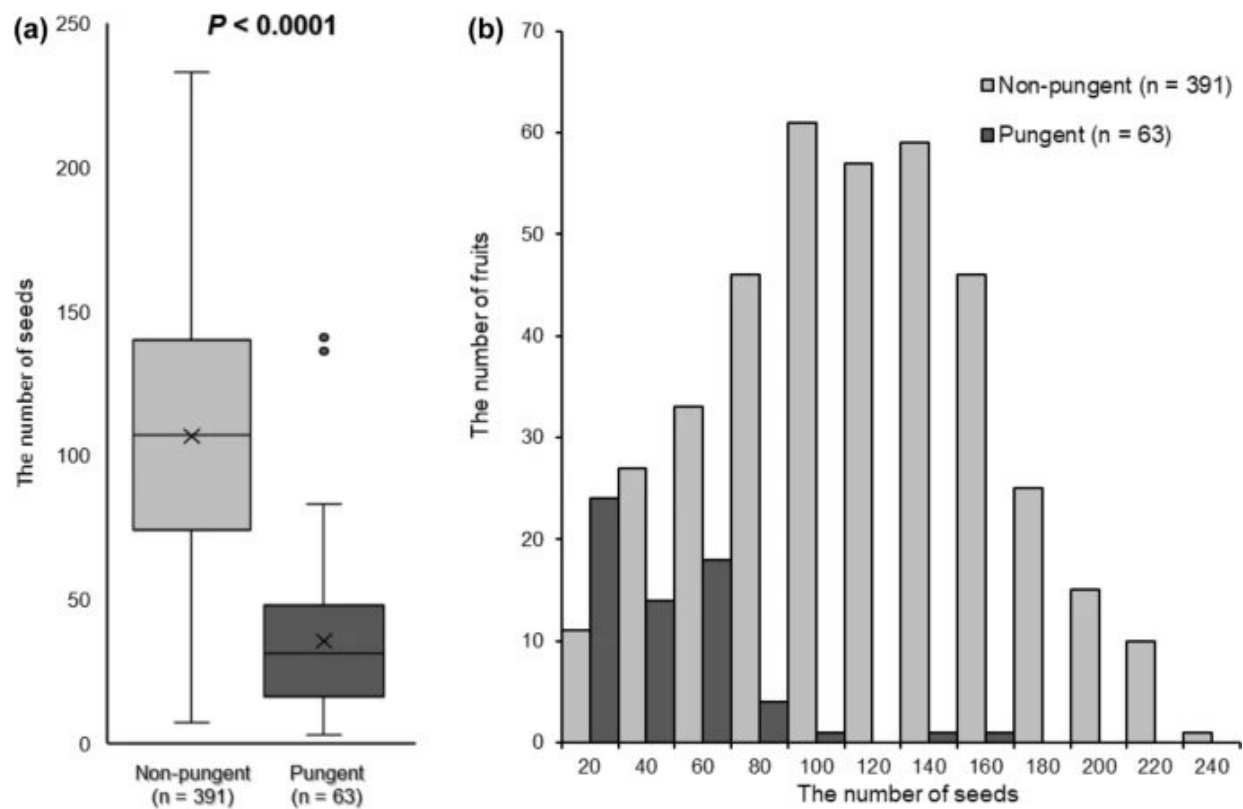 (a)
P < 0.0001
250
200
150
100
50
0
The number of seeds
Non-pungent
(n = 391)
Pungent
(n = 63)
(b)
70
60
50
40
30
20
10
0
The number of fruits
Non-pungent (n = 391)
Pungent (n = 63)
20 40 60 80 100 120 140 160 180 200 220 240
The number of seeds